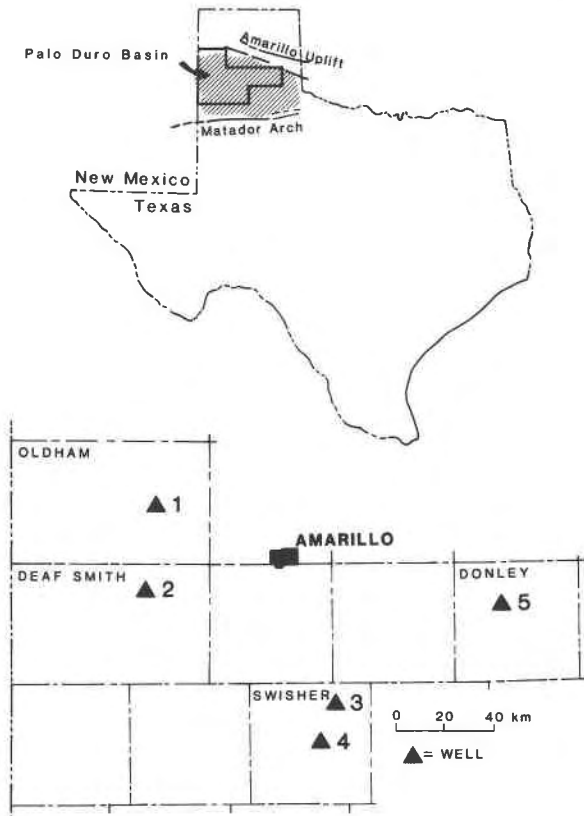 Amarillo Uplift
Palo Duro Basin
Matador Arch
New Mexico
Texas
OLDHAM
1
AMARILLO
DEAF SMITH
2
DONLEY
5
SWISHER
3
4
0 20 40 km
= WELL